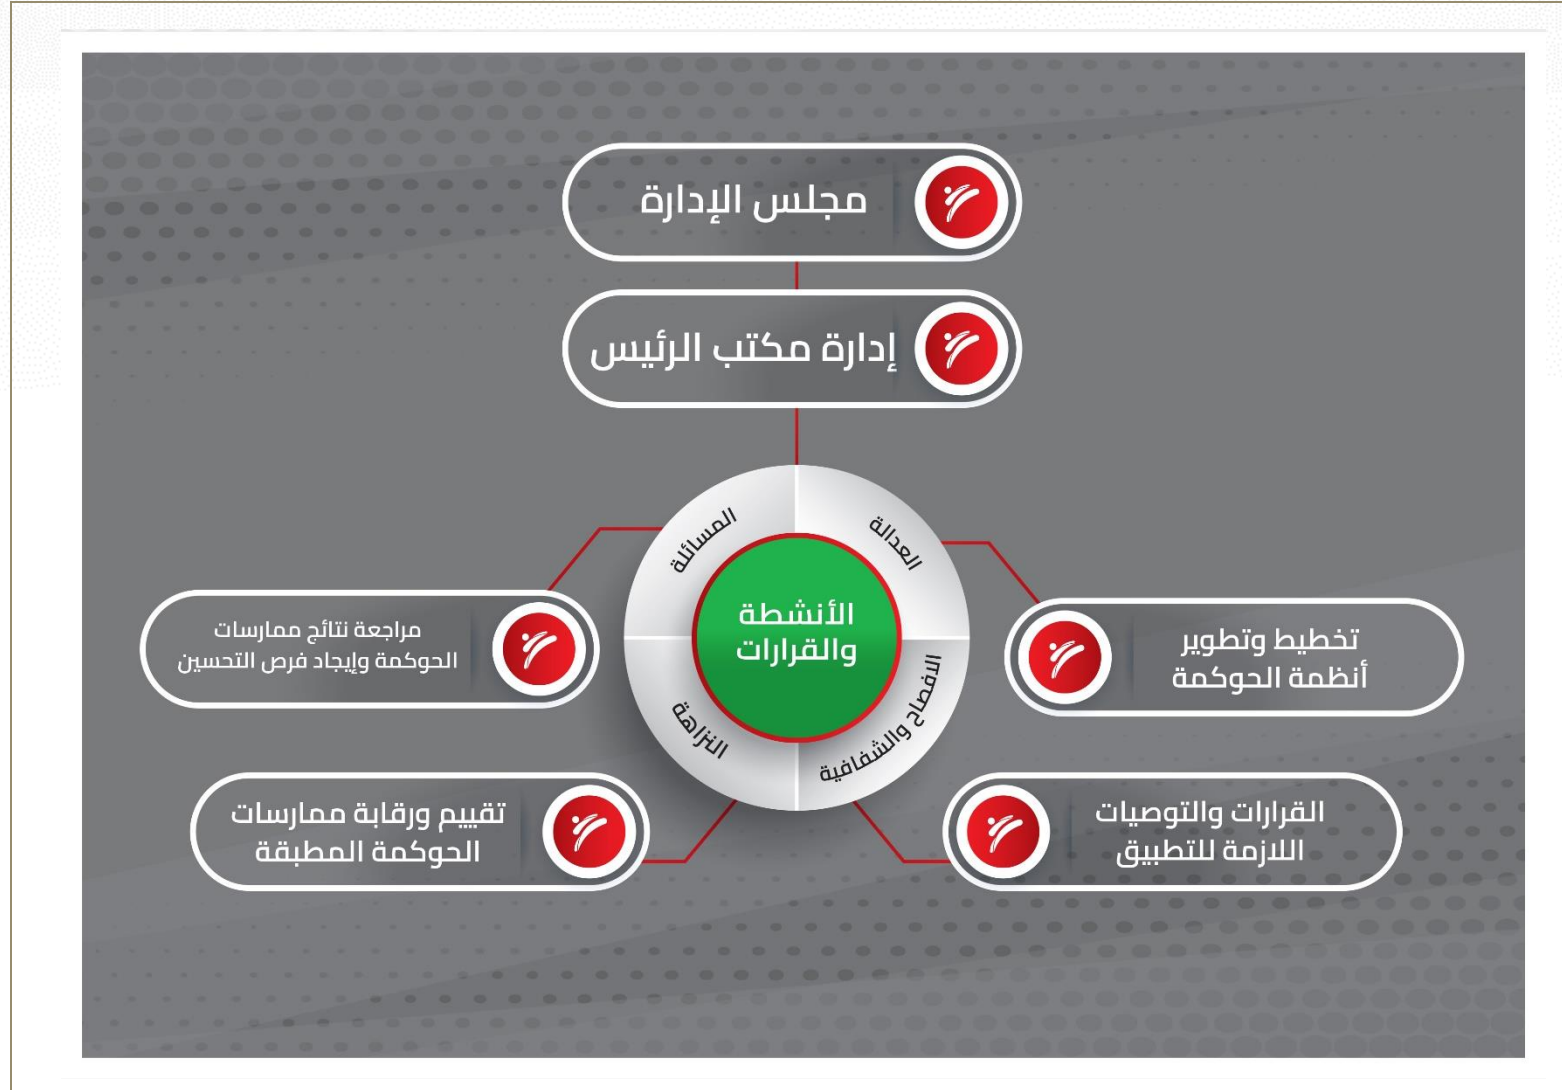 مجلس الإدارة
إدارة مكتب الرئيس
العدالة
المسائلة
الأنشطة
والقرارات
الافصاح والشفافية
النزاهة
تخطيط وتطوير
أنظمة الحوكمة
مراجعة نتائج ممارسات
الحوكمة وإيجاد فرص التحسين
القرارات والتوصيات
اللازمة للتطبيق
تقييم ورقابة ممارسات
الحوكمة المطبقة